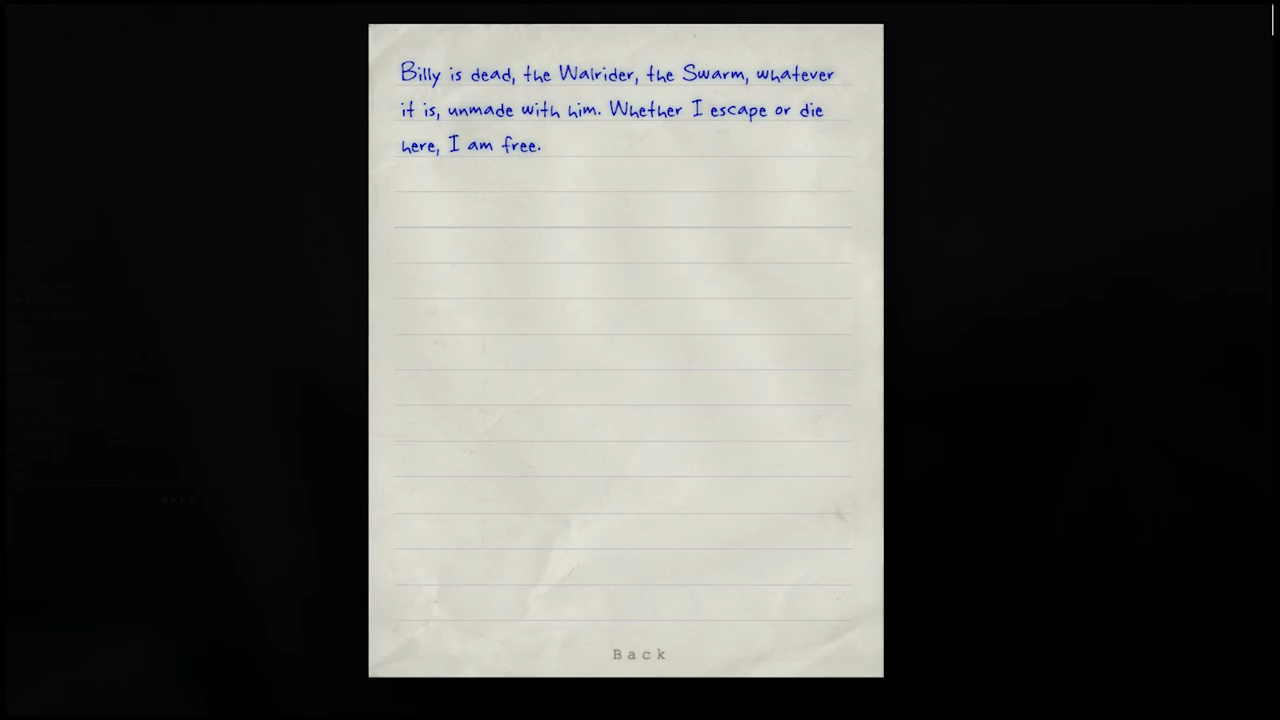 Billy is dead, the Walrider, the Swarm, whatever
it is, unmade with him. Whether I escape or die
here, I am free.
Back